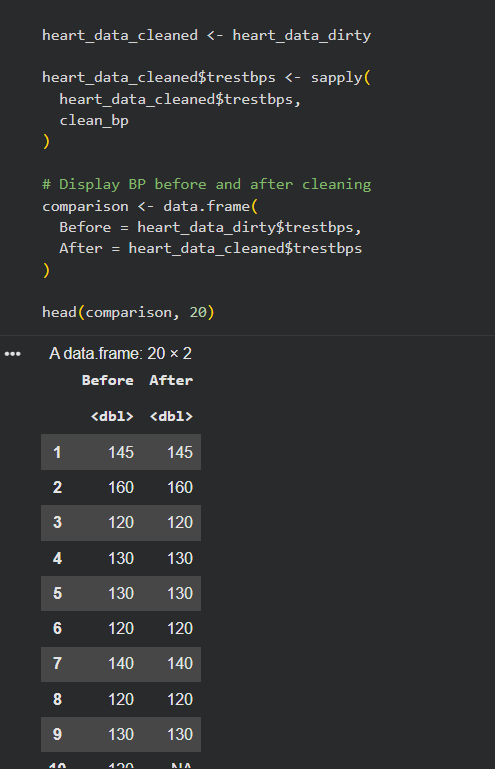 heart_data_cleaned <- heart_data_dirty
heart_data_cleaned$trestbps <- sapply(
heart_data_cleaned$trestbps,
clean_bp
)
# Display BP before and after cleaning
comparison <- data.frame(
Before = heart_data_dirty$trestbps,
After = heart_data_cleaned$trestbps
)
head(comparison, 20)
A data.frame: 20 × 2
Before After
<dbl> <dbl>
1 145 145
2 160 160
3 120 120
4 130 130
5 130 130
6 120 120
7 140 140
8 120 120
9 130 130
10 NA